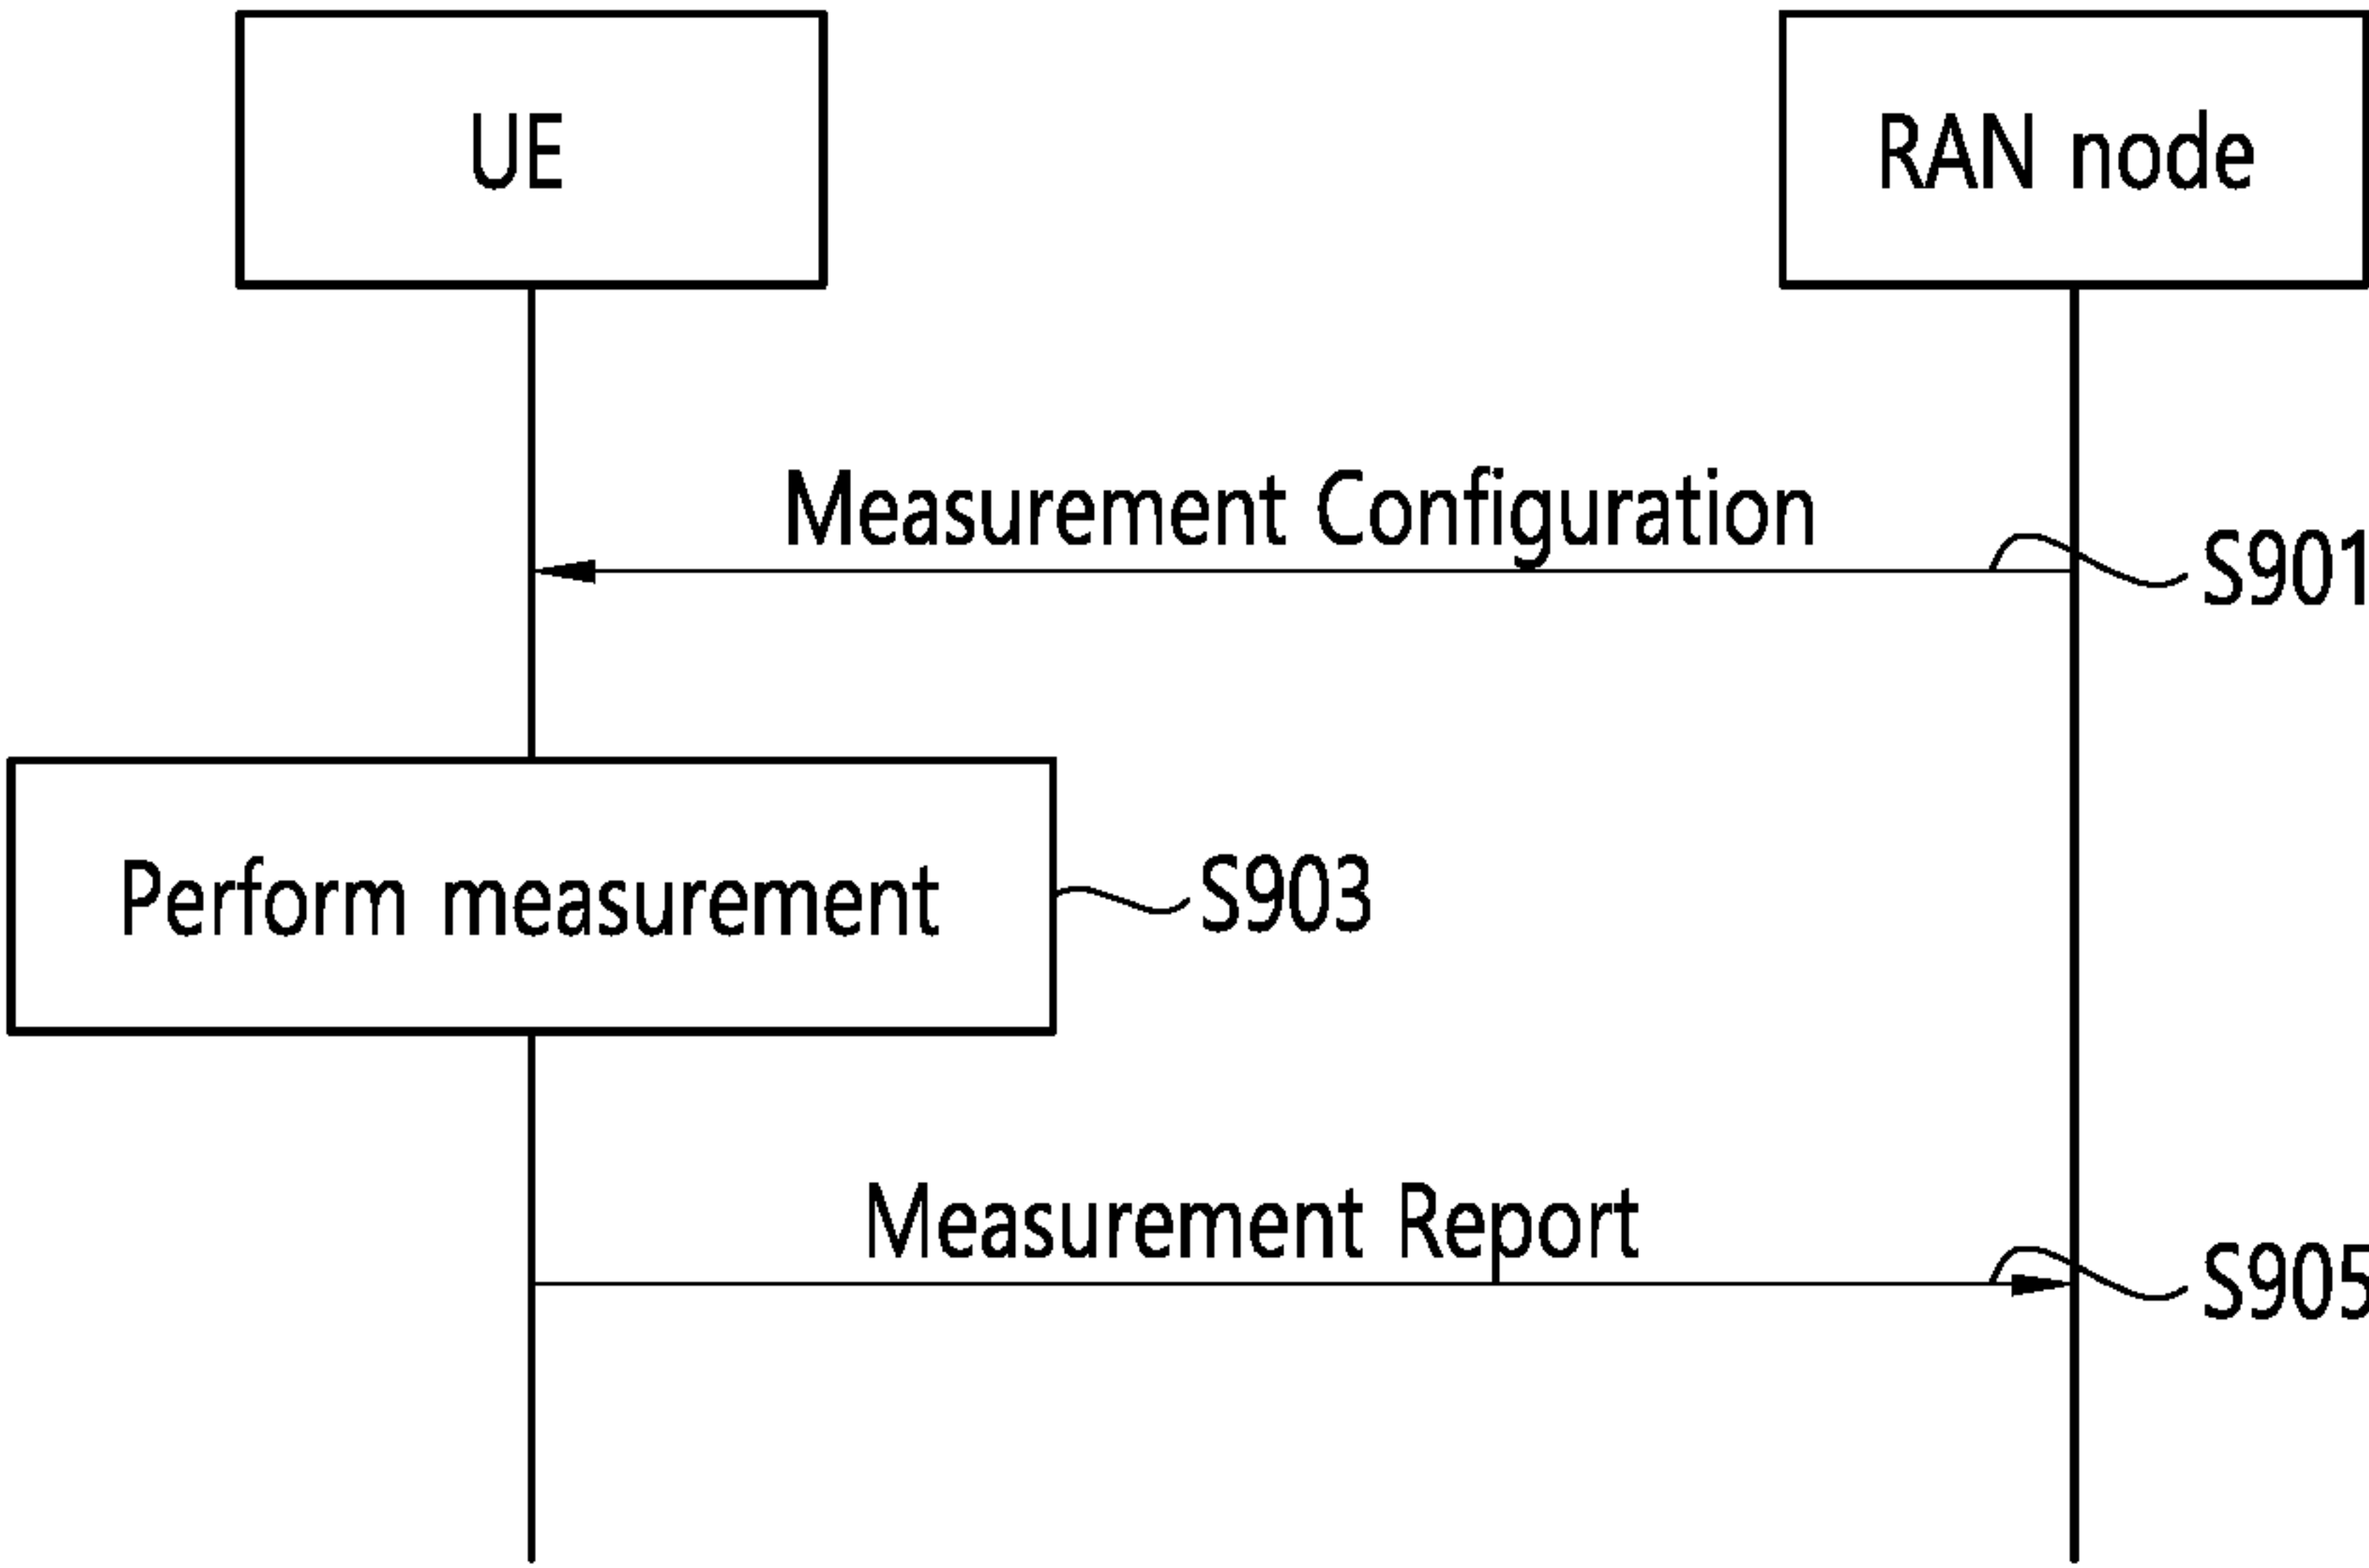 UE
RAN node
Measurement Configuration
S901
Perform measurement
S903
Measurement Report
S905